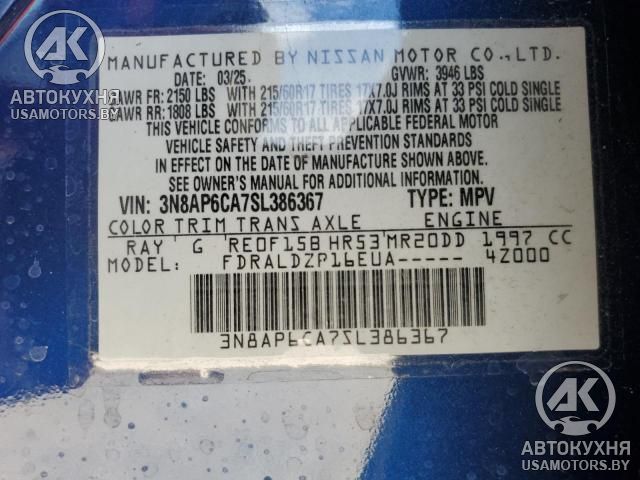 MANUFACTURED BY NISSAN MOTOR CO., LTD.
DATE: 03/25 GVWR: 3946 LBS
GAWR FR: 2150 LBS WITH 215/60R17 TIRES 17X7.0J RIMS AT 33 PSI COLD SINGLE
GAWR RR: 1808 LBS WITH 215/60R17 TIRES 17X7.0J RIMS AT 33 PSI COLD SINGLE
THIS VEHICLE CONFORMS TO ALL APPLICABLE FEDERAL MOTOR
VEHICLE SAFETY AND THEFT PREVENTION STANDARDS
IN EFFECT ON THE DATE OF MANUFACTURE SHOWN ABOVE.
SEE OWNER'S MANUAL FOR ADDITIONAL INFORMATION.
VIN: 3N8AP6CA7SL386367 TYPE: MPV
COLOR TRIM TRANS AXLE ENGINE
RAY G RE0F15B HR53 MR20DD 1997 CC
FDRALDZP16EUA----- 4Z000
3N8AP6CA7SL386367
АК
АВТОКУХНЯ
USAMOTORS.BY
АК
АВТОКУХНЯ
USAMOTORS.BY